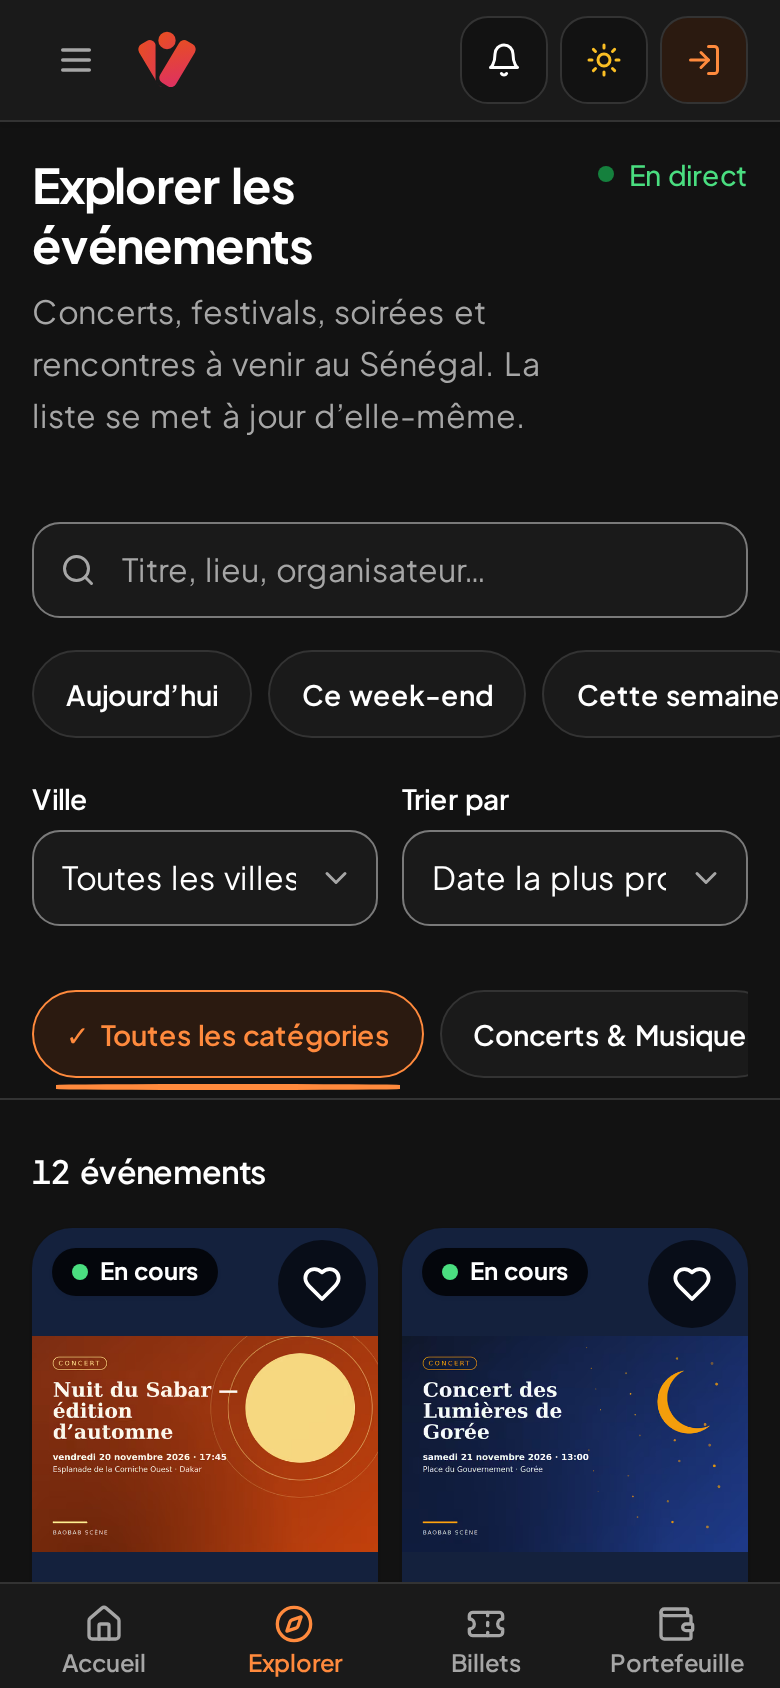 Explorer les
événements
En direct
Concerts, festivals, soirées et
rencontres à venir au Sénégal. La
liste se met à jour d’elle-même.
Titre, lieu, organisateur...
Aujourd’hui
Ce week-end
Cette semaine
Ville
Trier par
Toutes les villes
Date la plus pro
✓ Toutes les catégories
Concerts & Musique
12 événements
En cours
CONCERT
Nuit du Sabar —
édition
d’automne
vendredi 20 novembre 2026 · 17:45
Esplanade de la Corniche Ouest · Dakar
BAOBAB SCÈNE
En cours
CONCERT
Concert des
Lumières de
Gorée
samedi 21 novembre 2026 · 13:00
Place du Gouvernement · Gorée
BAOBAB SCÈNE
Accueil
Explorer
Billets
Portefeuille